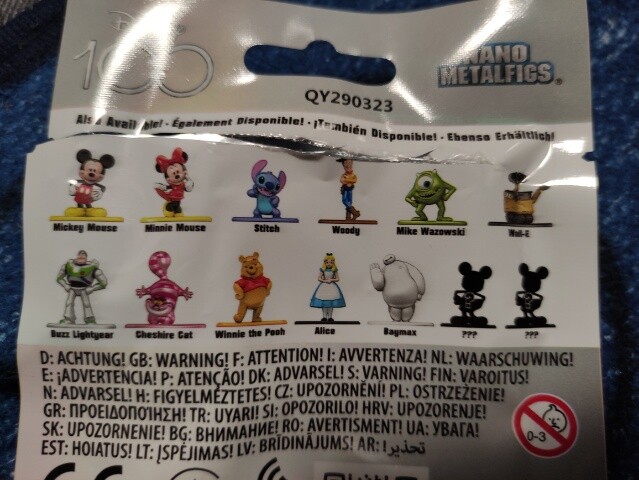 Disney
100
NANO
METALFIGS®
QY290323
Also Available! · Également Disponible! · ¡También Disponible! · Ebenso Erhältlich!
Mickey Mouse Minnie Mouse Stitch Woody Mike Wazowski Wall-E
Buzz Lightyear Cheshire Cat Winnie the Pooh Alice Baymax ??? ???
D: ACHTUNG! GB: WARNING! F: ATTENTION! I: AVVERTENZA! NL: WAARSCHUWING!
E: ¡ADVERTENCIA! P: ATENÇÃO! DK: ADVARSEL! S: VARNING! FIN: VAROITUS!
N: ADVARSEL! H: FIGYELMEZTETES! CZ: UPOZORNĚNÍ! PL: OSTRZEŻENIE!
GR: ΠΡΟΕΙΔΟΠΟΊΗΣΗ! TR: UYARI! SI: OPOZORILO! HRV: UPOZORENJE!
SK: UPOZORNENIE! BG: ВНИМАНИЕ! RO: AVERTISMENT! UA: УВАГА!
EST: HOIATUS! LT: ĮSPĖJIMAS! LV: BRĪDINĀJUMS! AR: تحذير!
0-3
CE